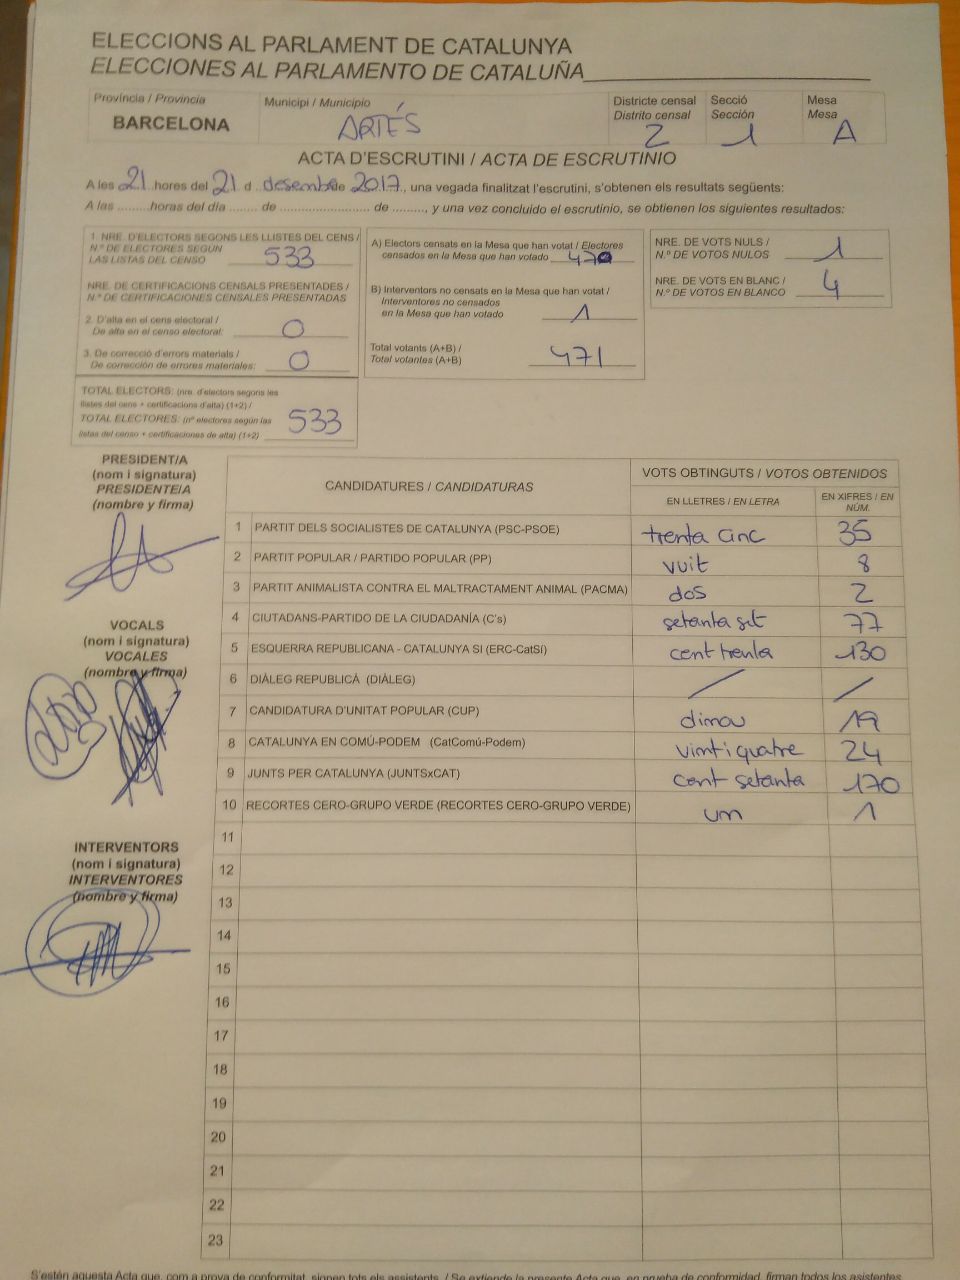 ELECCIONS AL PARLAMENT DE CATALUNYA
ELECCIONES AL PARLAMENTO DE CATALUÑA
Província / Provincia
BARCELONA
Municipi / Municipio
ARTÉS
Districte censal
Distrito censal
2
Secció
Sección
1
Mesa
Mesa
A
ACTA D'ESCRUTINI / ACTA DE ESCRUTINIO
A les 21 hores del 21 d desembre de 2017, una vegada finalitzat l'escrutini, s'obtenen els resultats següents:
A las .........horas del día ........ de ........................ de ........., y una vez concluido el escrutinio, se obtienen los siguientes resultados:
1. NRE. D'ELECTORS SEGONS LES LLISTES DEL CENS /
N.º DE ELECTORES SEGÚN
LAS LISTAS DEL CENSO 533
NRE. DE CERTIFICACIONS CENSALS PRESENTADES /
N.º DE CERTIFICACIONES CENSALES PRESENTADAS
2. D'alta en el cens electoral /
De alta en el censo electoral: 0
3. De correcció d'errors materials /
De corrección de errores materiales: 0
TOTAL ELECTORS: (nre. d'electors segons les
llistes del cens + certificacions d'alta) (1+2) /
TOTAL ELECTORES: (nº electores según las
listas del censo + certificaciones de alta) (1+2) 533
A) Electors censats en la Mesa que han votat / Electores
censados en la Mesa que han votado 470
B) Interventors no censats en la Mesa que han votat /
Interventores no censados
en la Mesa que han votado 1
Total votants (A+B) /
Total votantes (A+B) 471
NRE. DE VOTS NULS /
N.º DE VOTOS NULOS 1
NRE. DE VOTS EN BLANC /
N.º DE VOTOS EN BLANCO 4
PRESIDENT/A
(nom i signatura)
PRESIDENTE/A
(nombre y firma)
VOCALS
(nom i signatura)
VOCALES
(nombre y firma)
INTERVENTORS
(nom i signatura)
INTERVENTORES
(nombre y firma)
CANDIDATURES / CANDIDATURAS
VOTS OBTINGUTS / VOTOS OBTENIDOS
EN LLETRES / EN LETRA
EN XIFRES / EN
NÚM.
1 PARTIT DELS SOCIALISTES DE CATALUNYA (PSC-PSOE) trenta cinc 35
2 PARTIT POPULAR / PARTIDO POPULAR (PP) vuit 8
3 PARTIT ANIMALISTA CONTRA EL MALTRACTAMENT ANIMAL (PACMA) dos 2
4 CIUTADANS-PARTIDO DE LA CIUDADANÍA (C's) setanta set 77
5 ESQUERRA REPUBLICANA - CATALUNYA SI (ERC-CatSí) cent trenta 130
6 DIÀLEG REPUBLICÀ (DIÀLEG) / /
7 CANDIDATURA D'UNITAT POPULAR (CUP) dinou 19
8 CATALUNYA EN COMÚ-PODEM (CatComú-Podem) vinti quatre 24
9 JUNTS PER CATALUNYA (JUNTSxCAT) cent setanta 170
10 RECORTES CERO-GRUPO VERDE (RECORTES CERO-GRUPO VERDE) un 1
11
12
13
14
15
16
17
18
19
20
21
22
23
S'estén aquesta Acta que, com a prova de conformitat, signen tots els assistents. / Se extiende la presente Acta que, en prueba de conformidad, firman todos los asistentes.